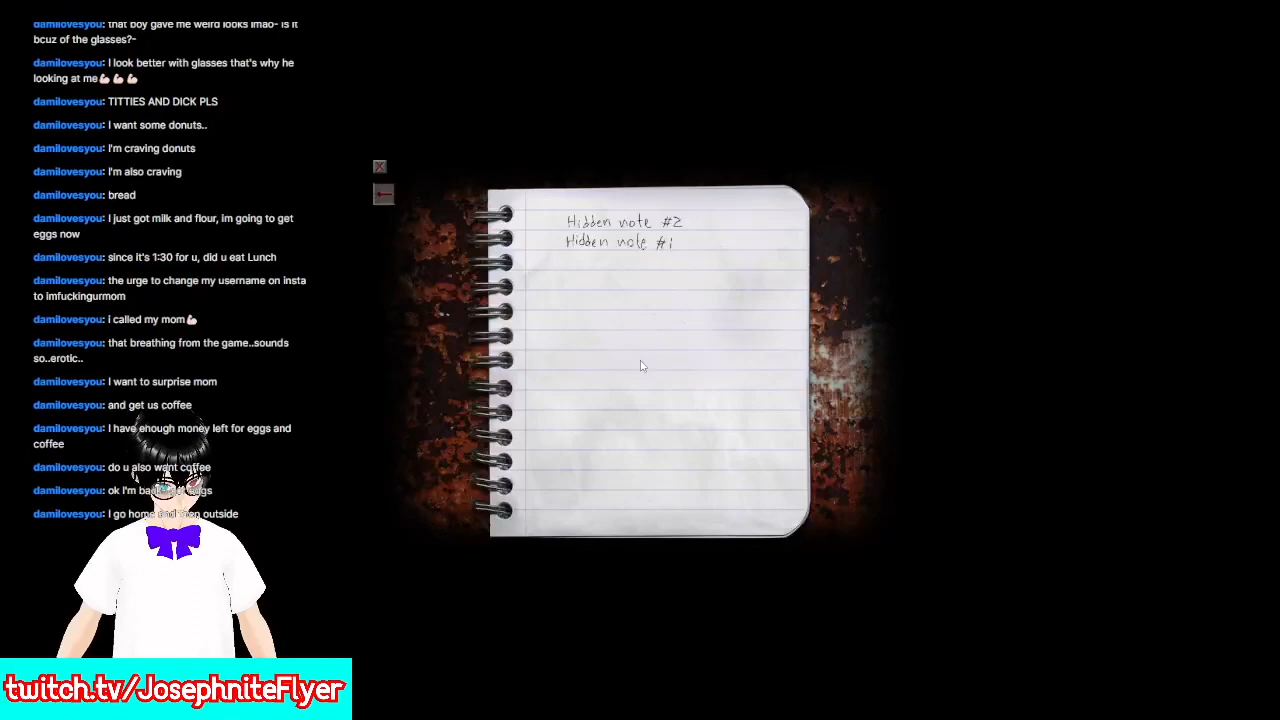 damilovesyou: that boy gave me weird looks lmao- is it
bcuz of the glasses?-
damilovesyou: I look better with glasses that's why he
looking at me💪🏻💪🏻💪🏻
damilovesyou: TITTIES AND DICK PLS
damilovesyou: I want some donuts..
damilovesyou: I'm craving donuts
damilovesyou: I'm also craving
damilovesyou: bread
damilovesyou: I just got milk and flour, im going to get
eggs now
damilovesyou: since it's 1:30 for u, did u eat Lunch
damilovesyou: the urge to change my username on insta
to imfuckingurmom
damilovesyou: i called my mom💪🏻
damilovesyou: that breathing from the game..sounds
so..erotic..
damilovesyou: I want to surprise mom
damilovesyou: and get us coffee
damilovesyou: I have enough money left for eggs and
coffee
damilovesyou: do u also want coffee
damilovesyou: ok I'm back got eggs
damilovesyou: I go home and then outside
Hidden note #2
Hidden note #1
twitch.tv/JosephniteFlyer